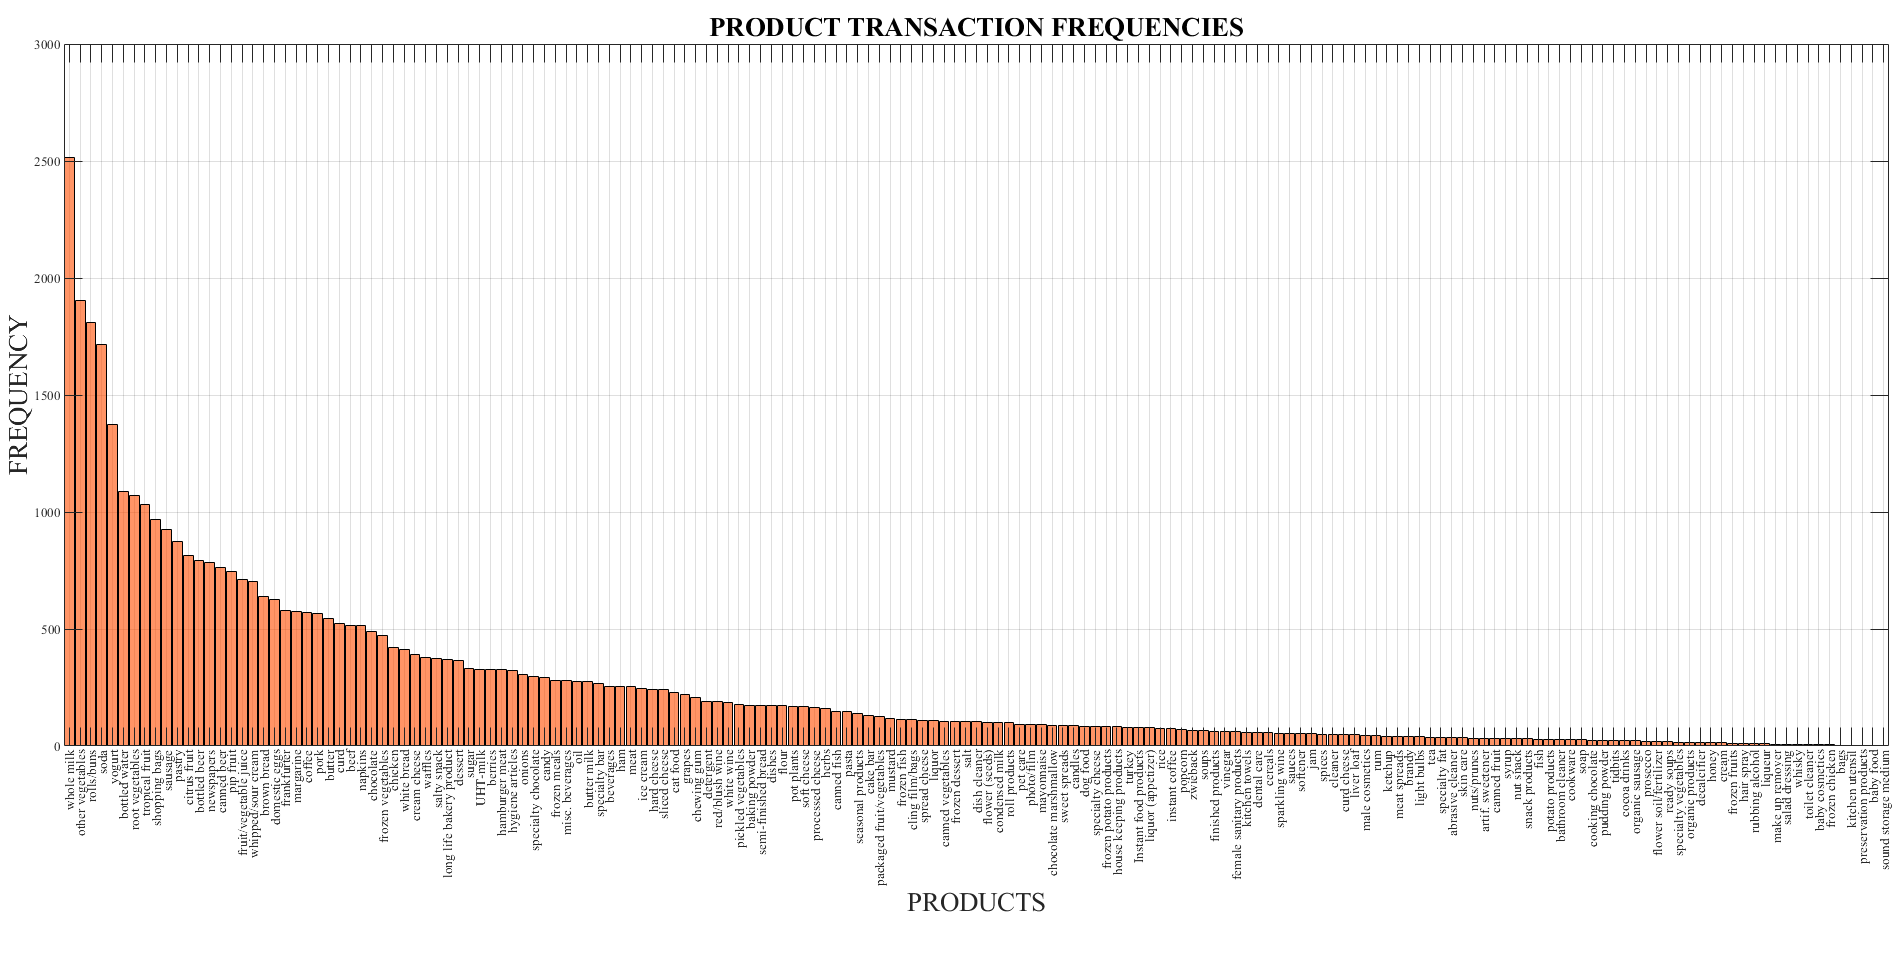 PRODUCT TRANSACTION FREQUENCIES
FREQUENCY
3000
2500
2000
1500
1000
500
0
whole milk
other vegetables
rolls/buns
soda
yogurt
bottled water
root vegetables
tropical fruit
shopping bags
sausage
pastry
citrus fruit
bottled beer
newspapers
canned beer
pip fruit
fruit/vegetable juice
whipped/sour cream
brown bread
domestic eggs
frankfurter
margarine
coffee
pork
butter
curd
beef
napkins
chocolate
frozen vegetables
chicken
white bread
cream cheese
waffles
salty snack
long life bakery product
dessert
sugar
UHT-milk
berries
hamburger meat
hygiene articles
onions
specialty chocolate
candy
frozen meals
misc. beverages
oil
butter milk
specialty bar
beverages
ham
meat
ice cream
hard cheese
sliced cheese
cat food
grapes
chewing gum
detergent
red/blush wine
white wine
pickled vegetables
baking powder
semi-finished bread
dishes
flour
pot plants
soft cheese
processed cheese
herbs
canned fish
pasta
seasonal products
cake bar
packaged fruit/vegetables
mustard
frozen fish
cling film/bags
spread cheese
liquor
canned vegetables
frozen dessert
salt
dish cleaner
flower (seeds)
condensed milk
roll products
pet care
photo/film
mayonnaise
chocolate marshmallow
sweet spreads
candles
dog food
specialty cheese
frozen potato products
house keeping products
turkey
Instant food products
liquor (appetizer)
rice
instant coffee
popcorn
zwieback
soups
finished products
vinegar
female sanitary products
kitchen towels
dental care
cereals
sparkling wine
sauces
softener
jam
spices
cleaner
curd cheese
liver loaf
male cosmetics
rum
ketchup
meat spreads
brandy
light bulbs
tea
specialty fat
abrasive cleaner
skin care
nuts/prunes
artif. sweetener
canned fruit
syrup
nut snack
snack products
fish
potato products
bathroom cleaner
cookware
soap
cooking chocolate
pudding powder
tidbits
cocoa drinks
organic sausage
prosecco
flower soil/fertilizer
ready soups
specialty vegetables
organic products
decalcifier
honey
cream
frozen fruits
hair spray
rubbing alcohol
liqueur
make up remover
salad dressing
whisky
toilet cleaner
baby cosmetics
frozen chicken
bags
kitchen utensil
preservation products
baby food
sound storage medium
PRODUCTS